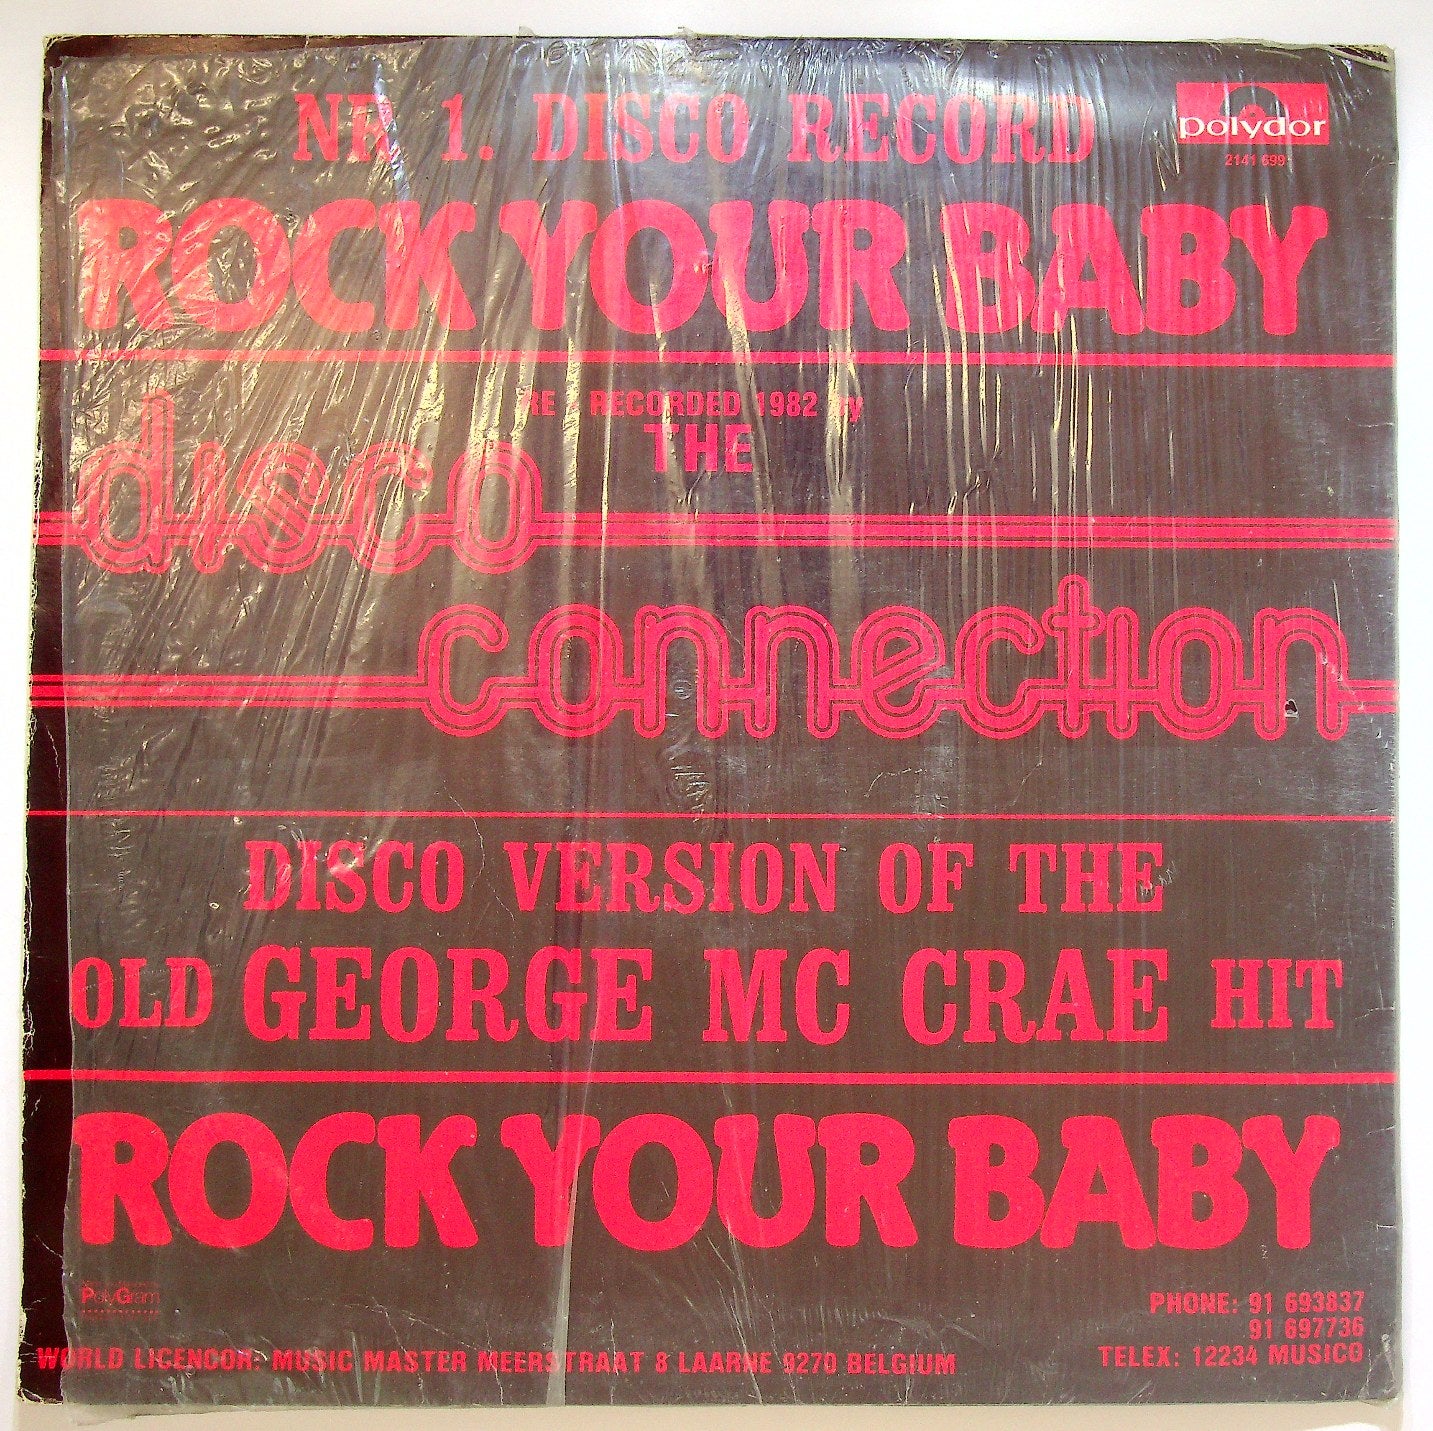 NR 1. DISCO RECORD
polydor
2141 699
ROCK YOUR BABY
RE - RECORDED 1982 by
THE
disco
connection
DISCO VERSION OF THE
OLD GEORGE MC CRAE HIT
ROCK YOUR BABY
PolyGram
PHONE: 91 693837
91 697736
WORLD LICENCOR: MUSIC MASTER MEERSTRAAT 8 LAARNE 9270 BELGIUM
TELEX: 12234 MUSICO